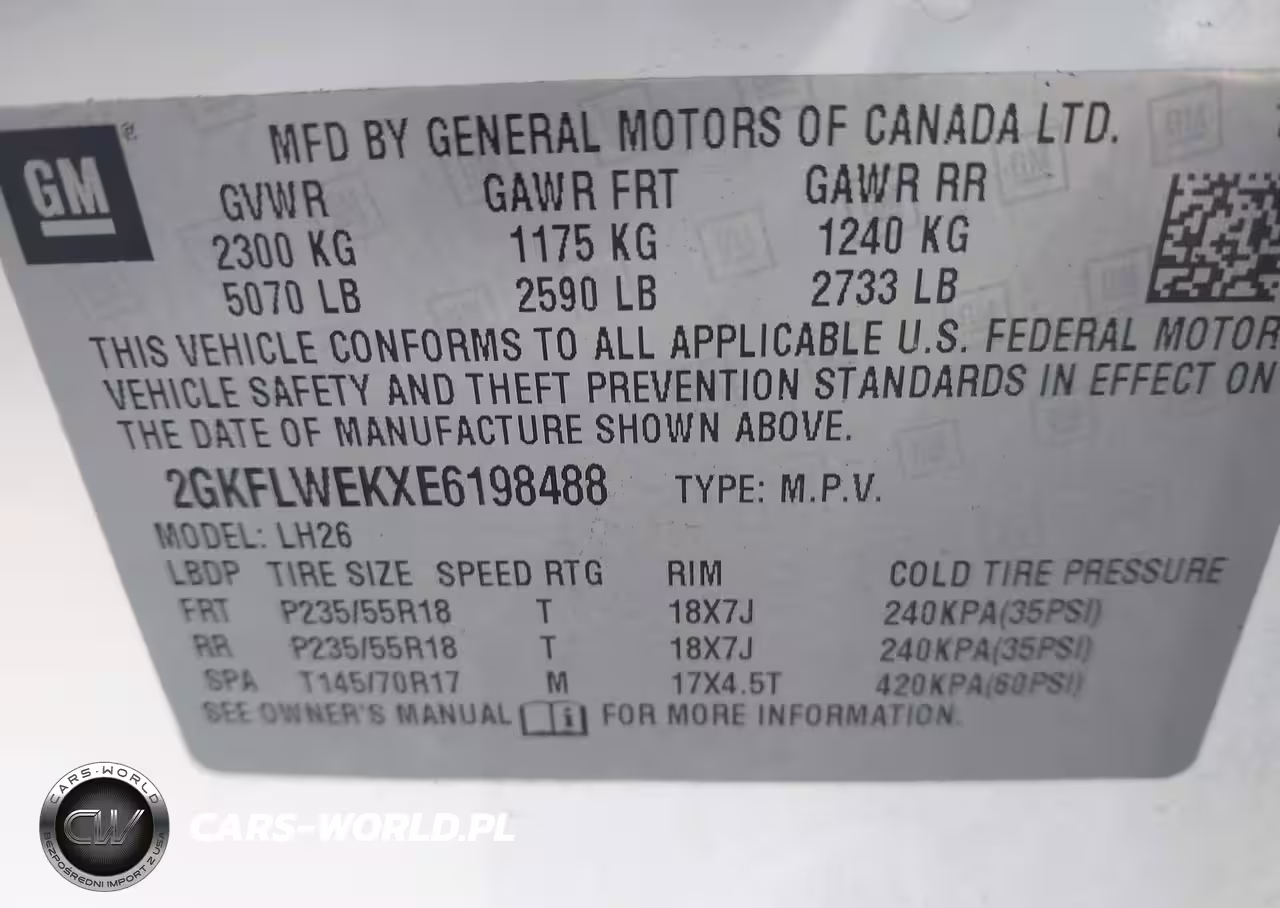 GM
MFD BY GENERAL MOTORS OF CANADA LTD.
GVWR GAWR FRT GAWR RR
2300 KG 1175 KG 1240 KG
5070 LB 2590 LB 2733 LB
THIS VEHICLE CONFORMS TO ALL APPLICABLE U.S. FEDERAL MOTOR
VEHICLE SAFETY AND THEFT PREVENTION STANDARDS IN EFFECT ON
THE DATE OF MANUFACTURE SHOWN ABOVE.
2GKFLWEKXE6198488 TYPE: M.P.V.
MODEL: LH26
LBDP TIRE SIZE SPEED RTG RIM COLD TIRE PRESSURE
FRT P235/55R18 T 18X7J 240KPA(35PSI)
RR P235/55R18 T 18X7J 240KPA(35PSI)
SPA T145/70R17 M 17X4.5T 420KPA(60PSI)
SEE OWNER'S MANUAL i FOR MORE INFORMATION.
CARS-WORLD
CW
BEZPOŚREDNI IMPORT Z USA
CARS-WORLD.PL